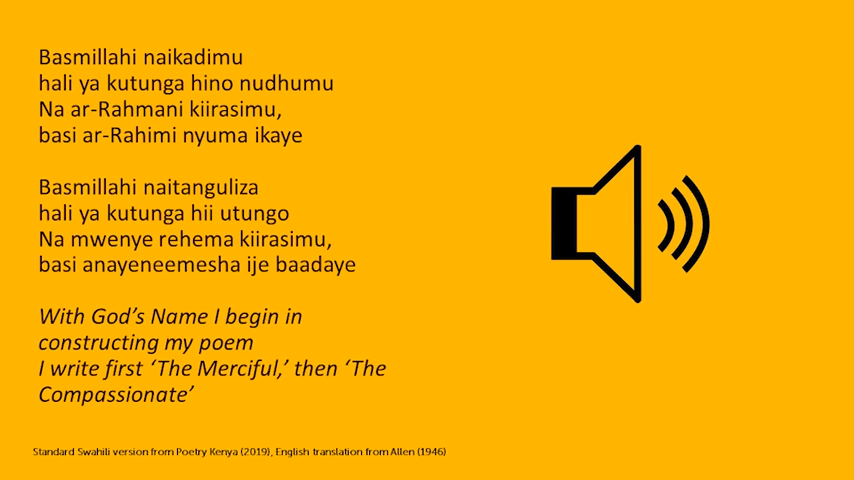 Basmillahi naikadimu
hali ya kutunga hino nudhumu
Na ar-Rahmani kiirasimu,
basi ar-Rahimi nyuma ikaye
Basmillahi naitanguliza
hali ya kutunga hii utungo
Na mwenye rehema kiirasimu,
basi anayeneemesha ije baadaye
With God’s Name I begin in
constructing my poem
I write first ‘The Merciful,’ then ‘The
Compassionate’
Standard Swahili version from Poetry Kenya (2019), English translation from Allen (1946)